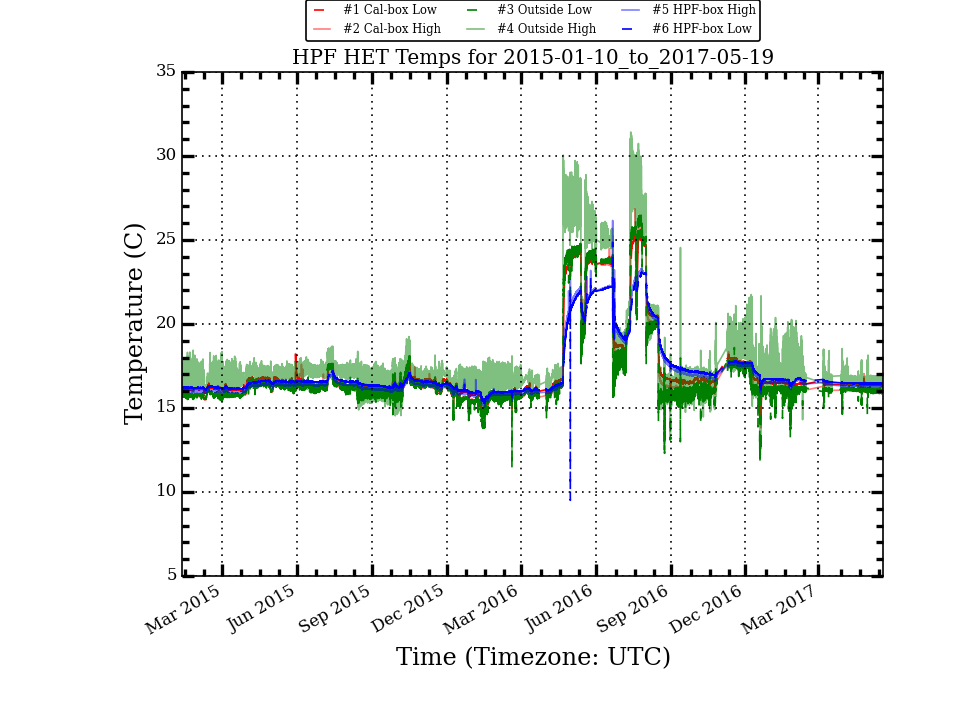 #1 Cal-box Low #3 Outside Low #5 HPF-box High
#2 Cal-box High #4 Outside High #6 HPF-box Low
HPF HET Temps for 2015-01-10_to_2017-05-19
35
30
25
20
15
10
5
Temperature (C)
Mar 2015 Jun 2015 Sep 2015 Dec 2015 Mar 2016 Jun 2016 Sep 2016 Dec 2016 Mar 2017
Time (Timezone: UTC)